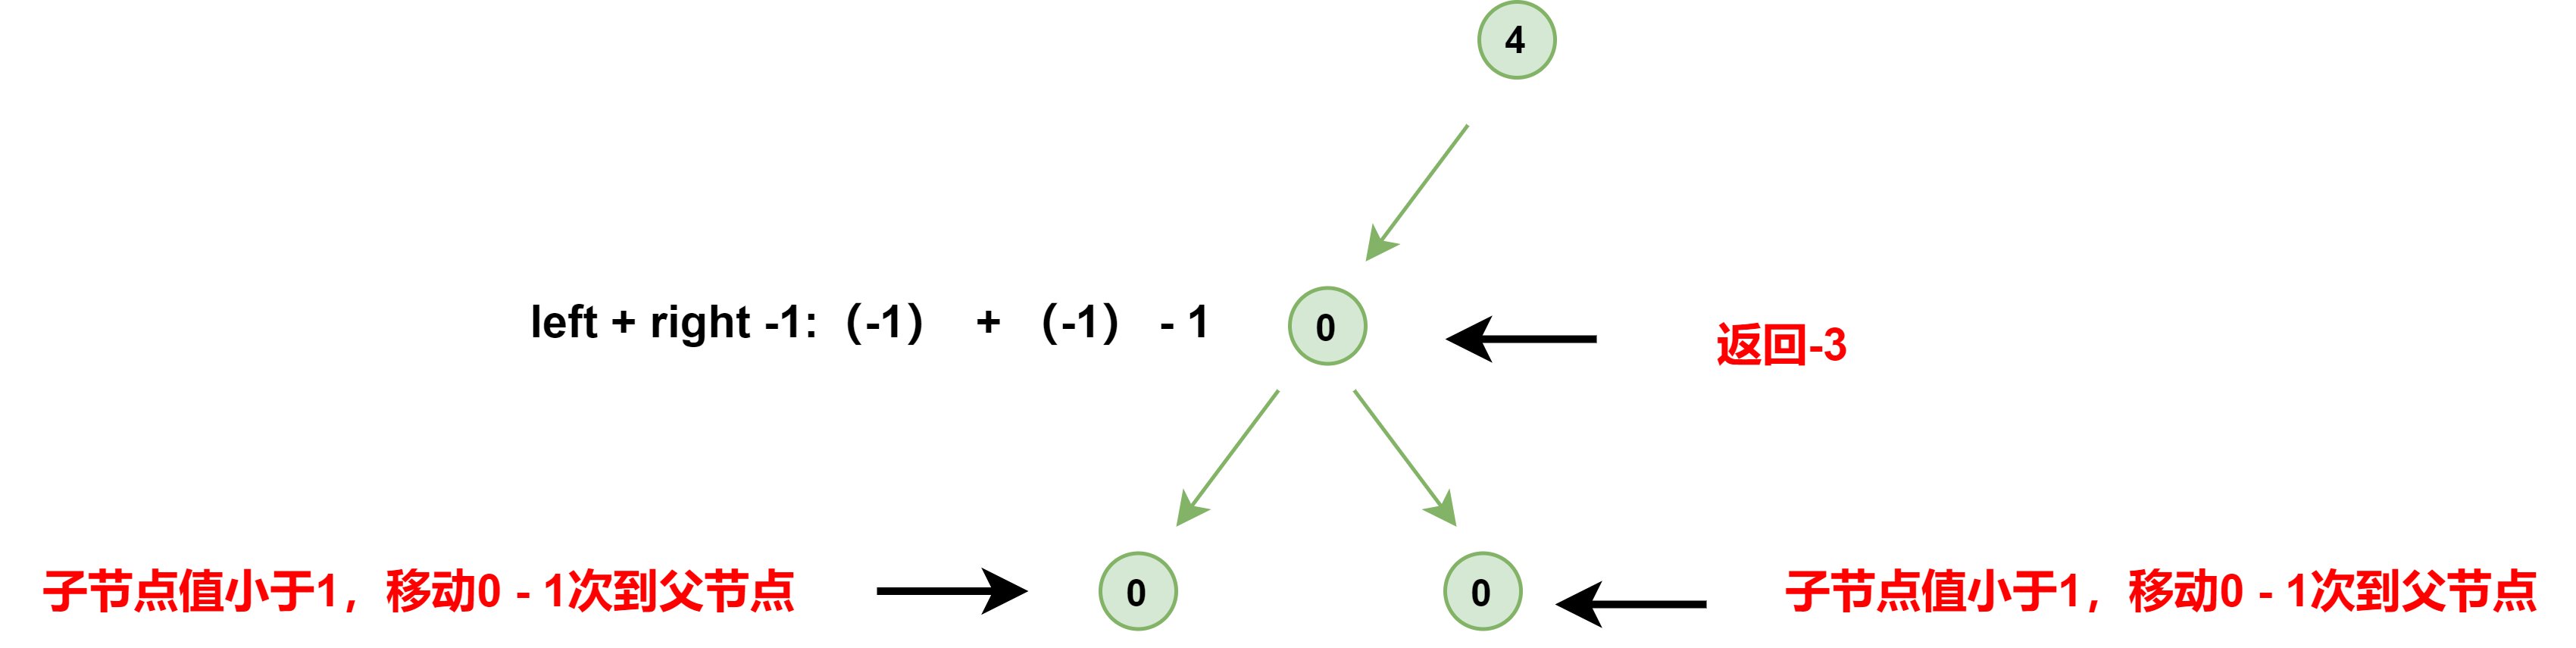 4
left + right -1:（-1） + （-1） - 1
0
返回-3
子节点值小于1，移动0 - 1次到父节点
0
0
子节点值小于1，移动0 - 1次到父节点